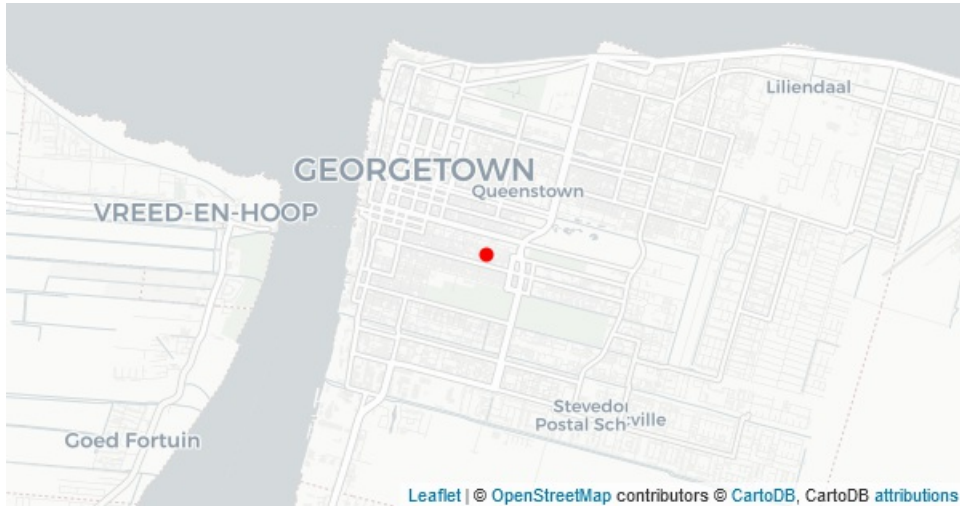 Liliendaal
GEORGETOWN
Queenstown
VREED-EN-HOOP
Stevedor
Postal Sch
ville
Goed Fortuin
Leaflet | © OpenStreetMap contributors © CartoDB, CartoDB attributions